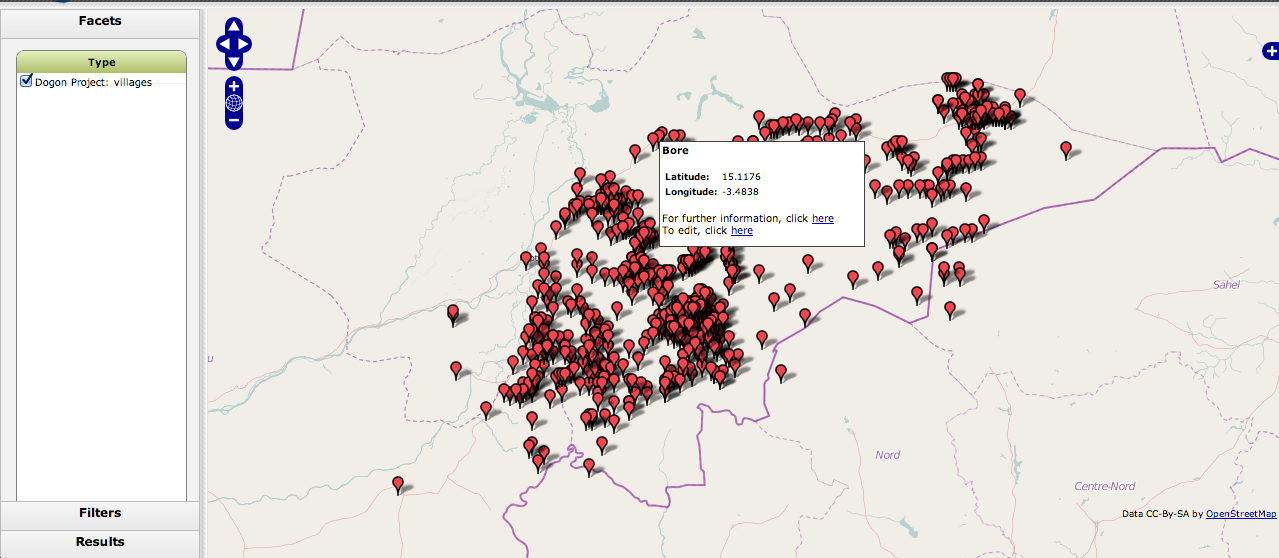 Facets
Type
Dogon Project: villages
Bore
Latitude: 15.1176
Longitude: -3.4838
For further information, click here
To edit, click here
Sahel
Nord
Centre-Nord
Data CC-By-SA by OpenStreetMap
Filters
Results